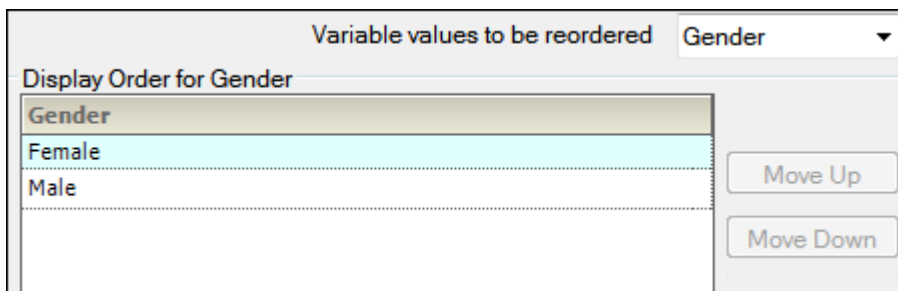 Variable values to be reordered Gender
Display Order for Gender
Gender
Female
Male
Move Up
Move Down